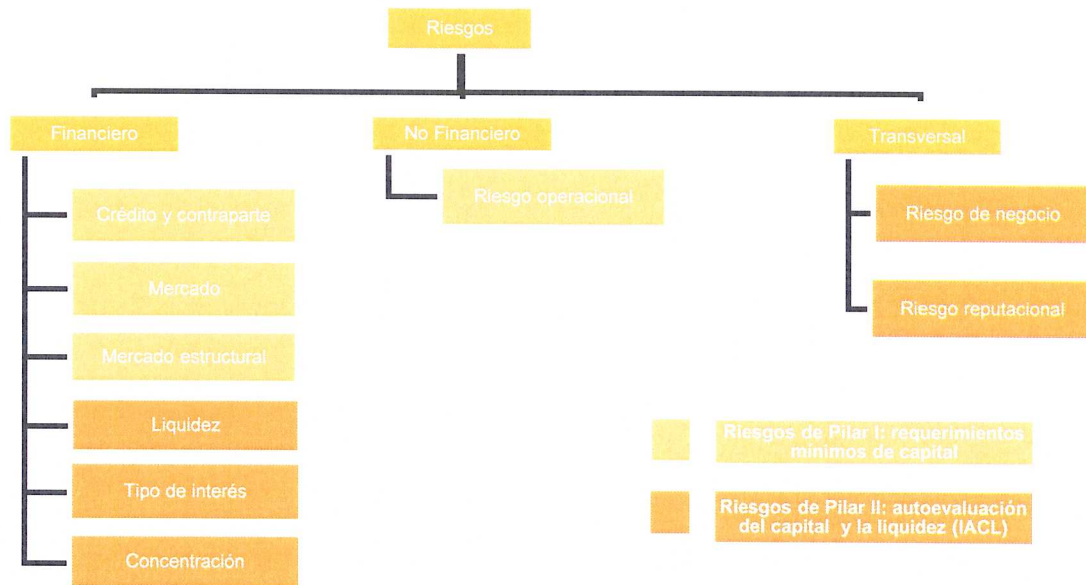 Riesgos
Financiero
No Financiero
Transversal
Crédito y contraparte
Mercado
Mercado estructural
Liquidez
Tipo de interés
Concentración
Riesgo operacional
Riesgo de negocio
Riesgo reputacional
Riesgos de Pilar I: requerimientos
mínimos de capital
Riesgos de Pilar II: autoevaluación
del capital y la liquidez (IACL)